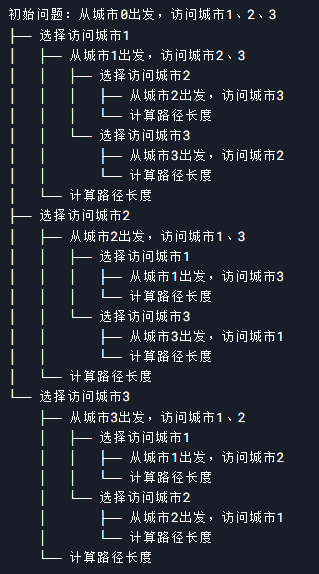 初始问题：从城市0出发，访问城市1、2、3
├── 选择访问城市1
│   ├── 从城市1出发，访问城市2、3
│   │   ├── 选择访问城市2
│   │   │   ├── 从城市2出发，访问城市3
│   │   │   └── 计算路径长度
│   │   └── 选择访问城市3
│   │       ├── 从城市3出发，访问城市2
│   │       └── 计算路径长度
│   └── 计算路径长度
├── 选择访问城市2
│   ├── 从城市2出发，访问城市1、3
│   │   ├── 选择访问城市1
│   │   │   ├── 从城市1出发，访问城市3
│   │   │   └── 计算路径长度
│   │   └── 选择访问城市3
│   │       ├── 从城市3出发，访问城市1
│   │       └── 计算路径长度
│   └── 计算路径长度
└── 选择访问城市3
    ├── 从城市3出发，访问城市1、2
    │   ├── 选择访问城市1
    │   │   ├── 从城市1出发，访问城市2
    │   │   └── 计算路径长度
    │   └── 选择访问城市2
    │       ├── 从城市2出发，访问城市1
    │       └── 计算路径长度
    └── 计算路径长度